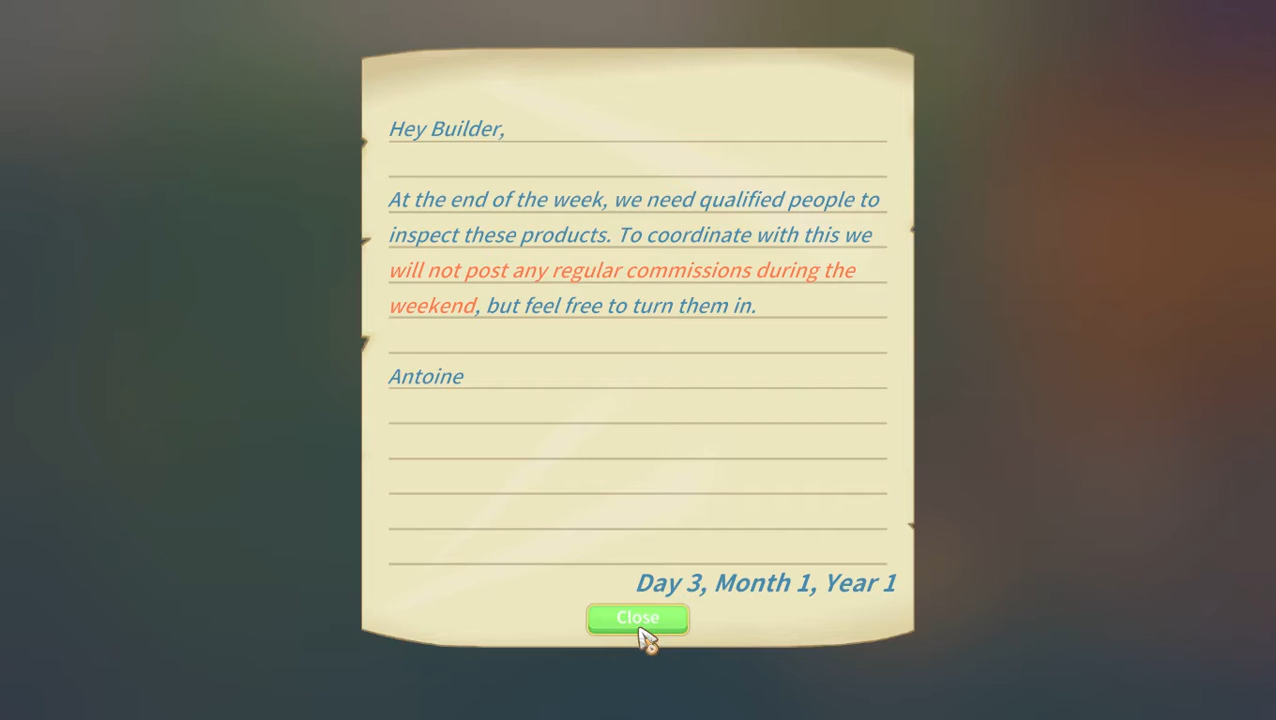 Hey Builder,
At the end of the week, we need qualified people to
inspect these products. To coordinate with this we
will not post any regular commissions during the
weekend, but feel free to turn them in.
Antoine
Day 3, Month 1, Year 1
Close